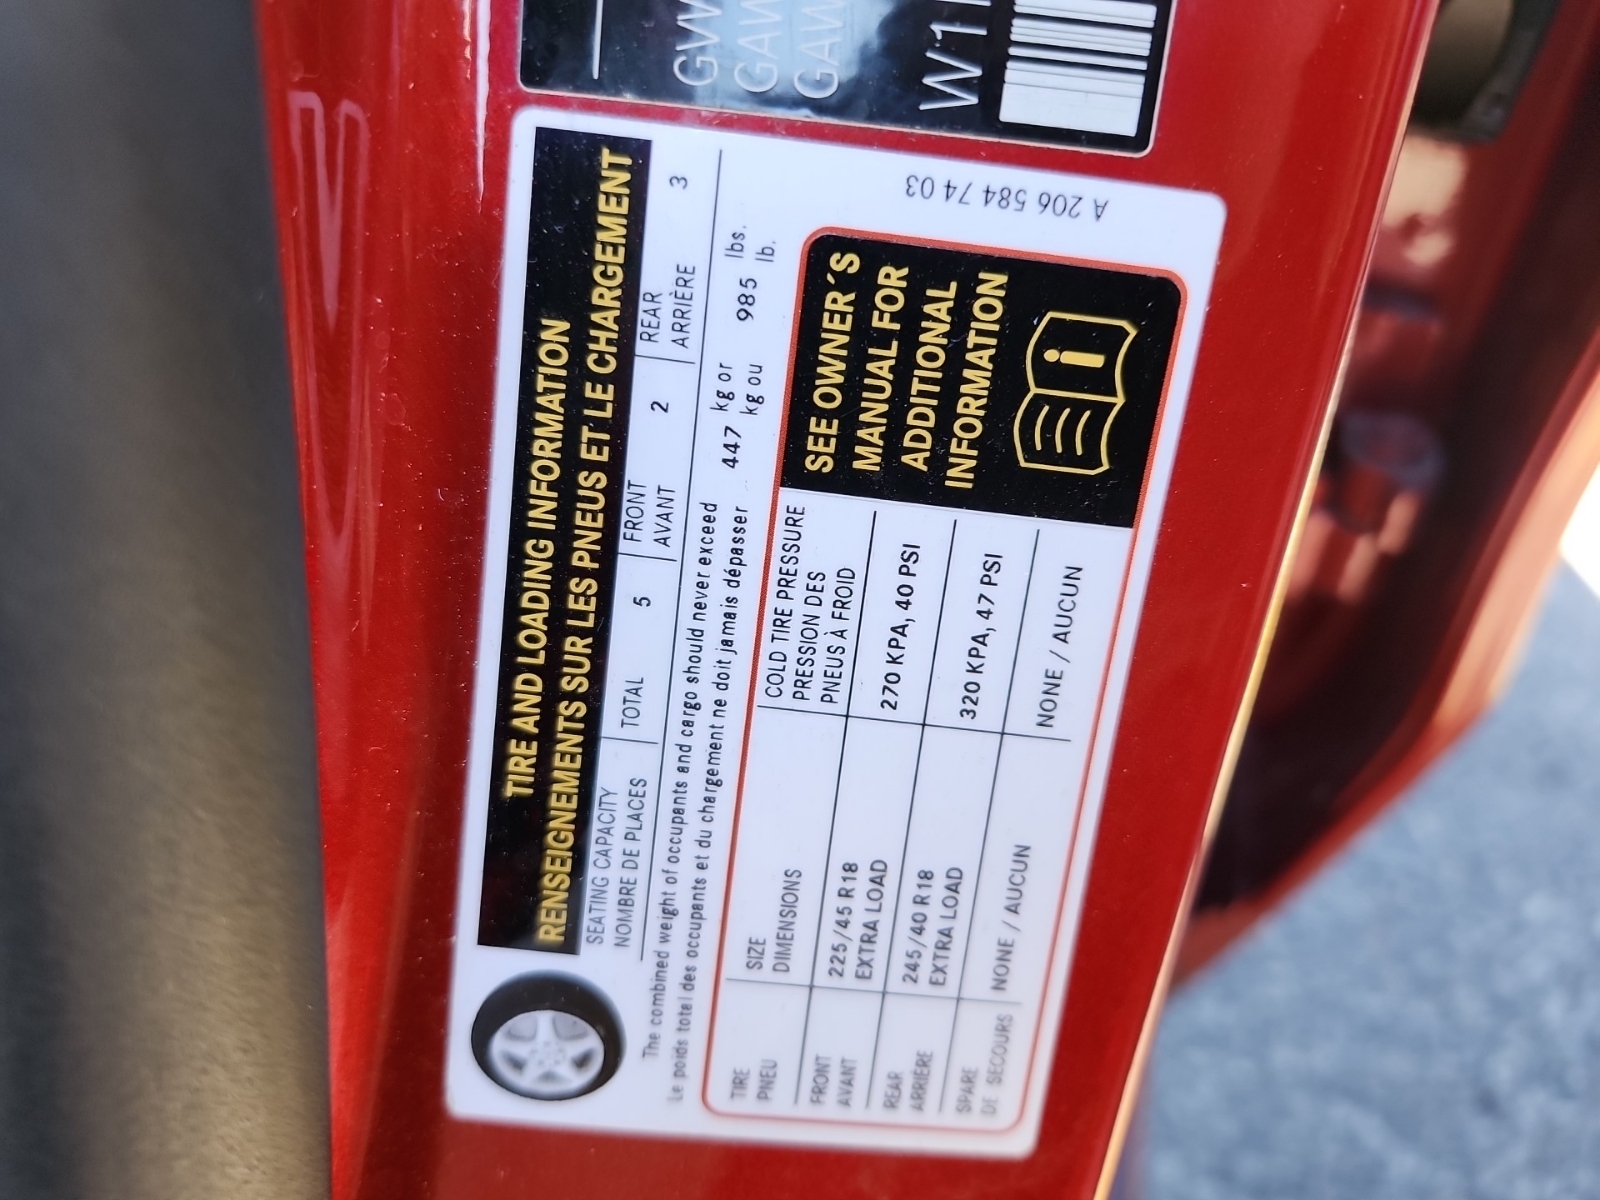 GVW
GAW
GAW
W1
TIRE AND LOADING INFORMATION
RENSEIGNEMENTS SUR LES PNEUS ET LE CHARGEMENT
SEATING CAPACITY
NOMBRE DE PLACES
TOTAL 5
FRONT
AVANT
2
REAR
ARRIÈRE
3
The combined weight of occupants and cargo should never exceed 447 kg or 985 lbs.
Le poids total des occupants et du chargement ne doit jamais dépasser kg ou lb.
TIRE
PNEU
SIZE
DIMENSIONS
COLD TIRE PRESSURE
PRESSION DES
PNEUS À FROID
FRONT
AVANT
225/45 R18
EXTRA LOAD
270 KPA, 40 PSI
REAR
ARRIÈRE
245/40 R18
EXTRA LOAD
320 KPA, 47 PSI
SPARE
DE SECOURS
NONE / AUCUN
NONE / AUCUN
SEE OWNER´S
MANUAL FOR
ADDITIONAL
INFORMATION
A 206 584 74 03